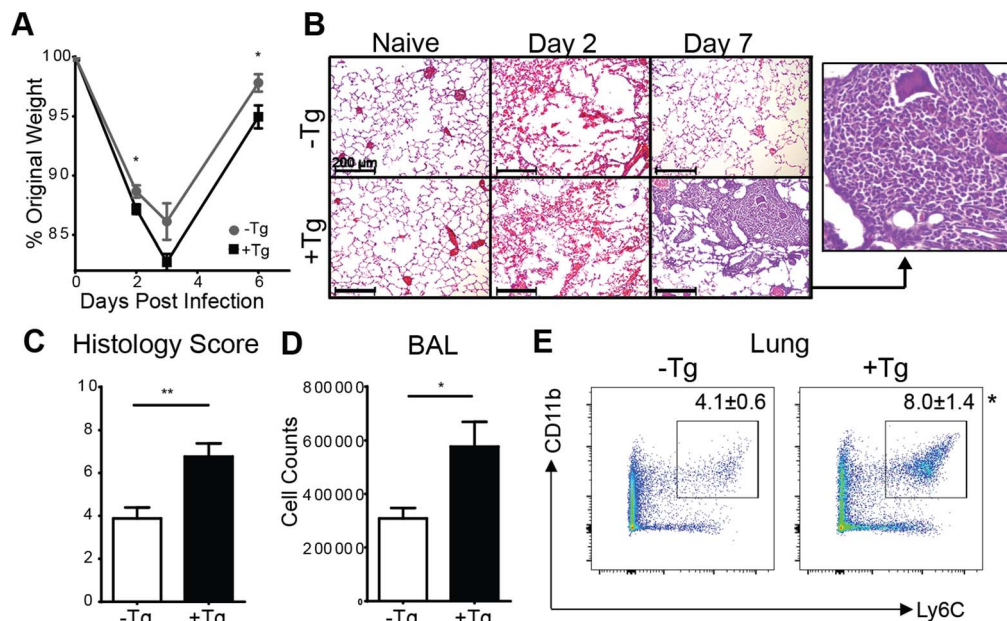 A
% Original Weight
100
95
90
85
-Tg
+Tg
0 2 4 6
Days Post Infection
*
*
B
Naive Day 2 Day 7
-Tg
+Tg
200 µm
C Histology Score
10
8
6
4
2
0
**
-Tg +Tg
D BAL
Cell Counts
800000
600000
400000
200000
0
*
-Tg +Tg
E Lung
-Tg +Tg
4.1±0.6
8.0±1.4 *
CD11b
Ly6C